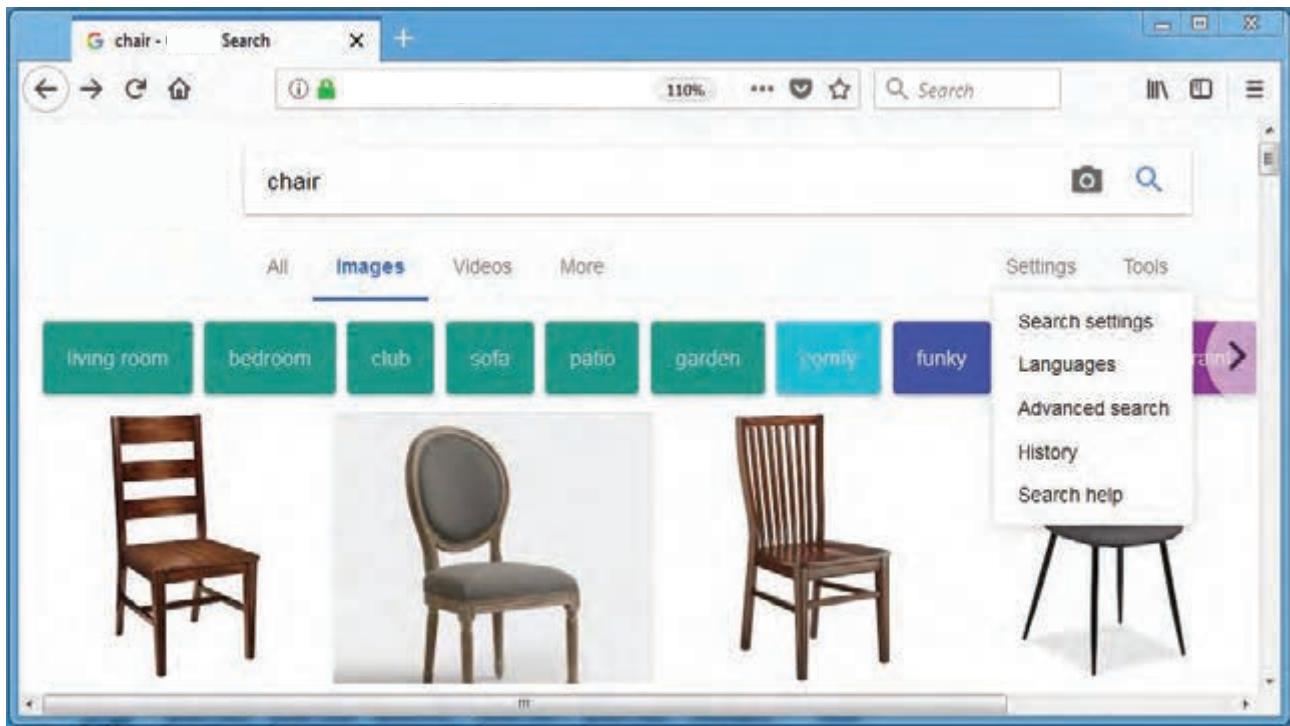 chair - Search
110% Search
chair
All Images Videos More Settings Tools
living room bedroom club sofa patio garden comfy funky
Search settings
Languages
Advanced search
History
Search help